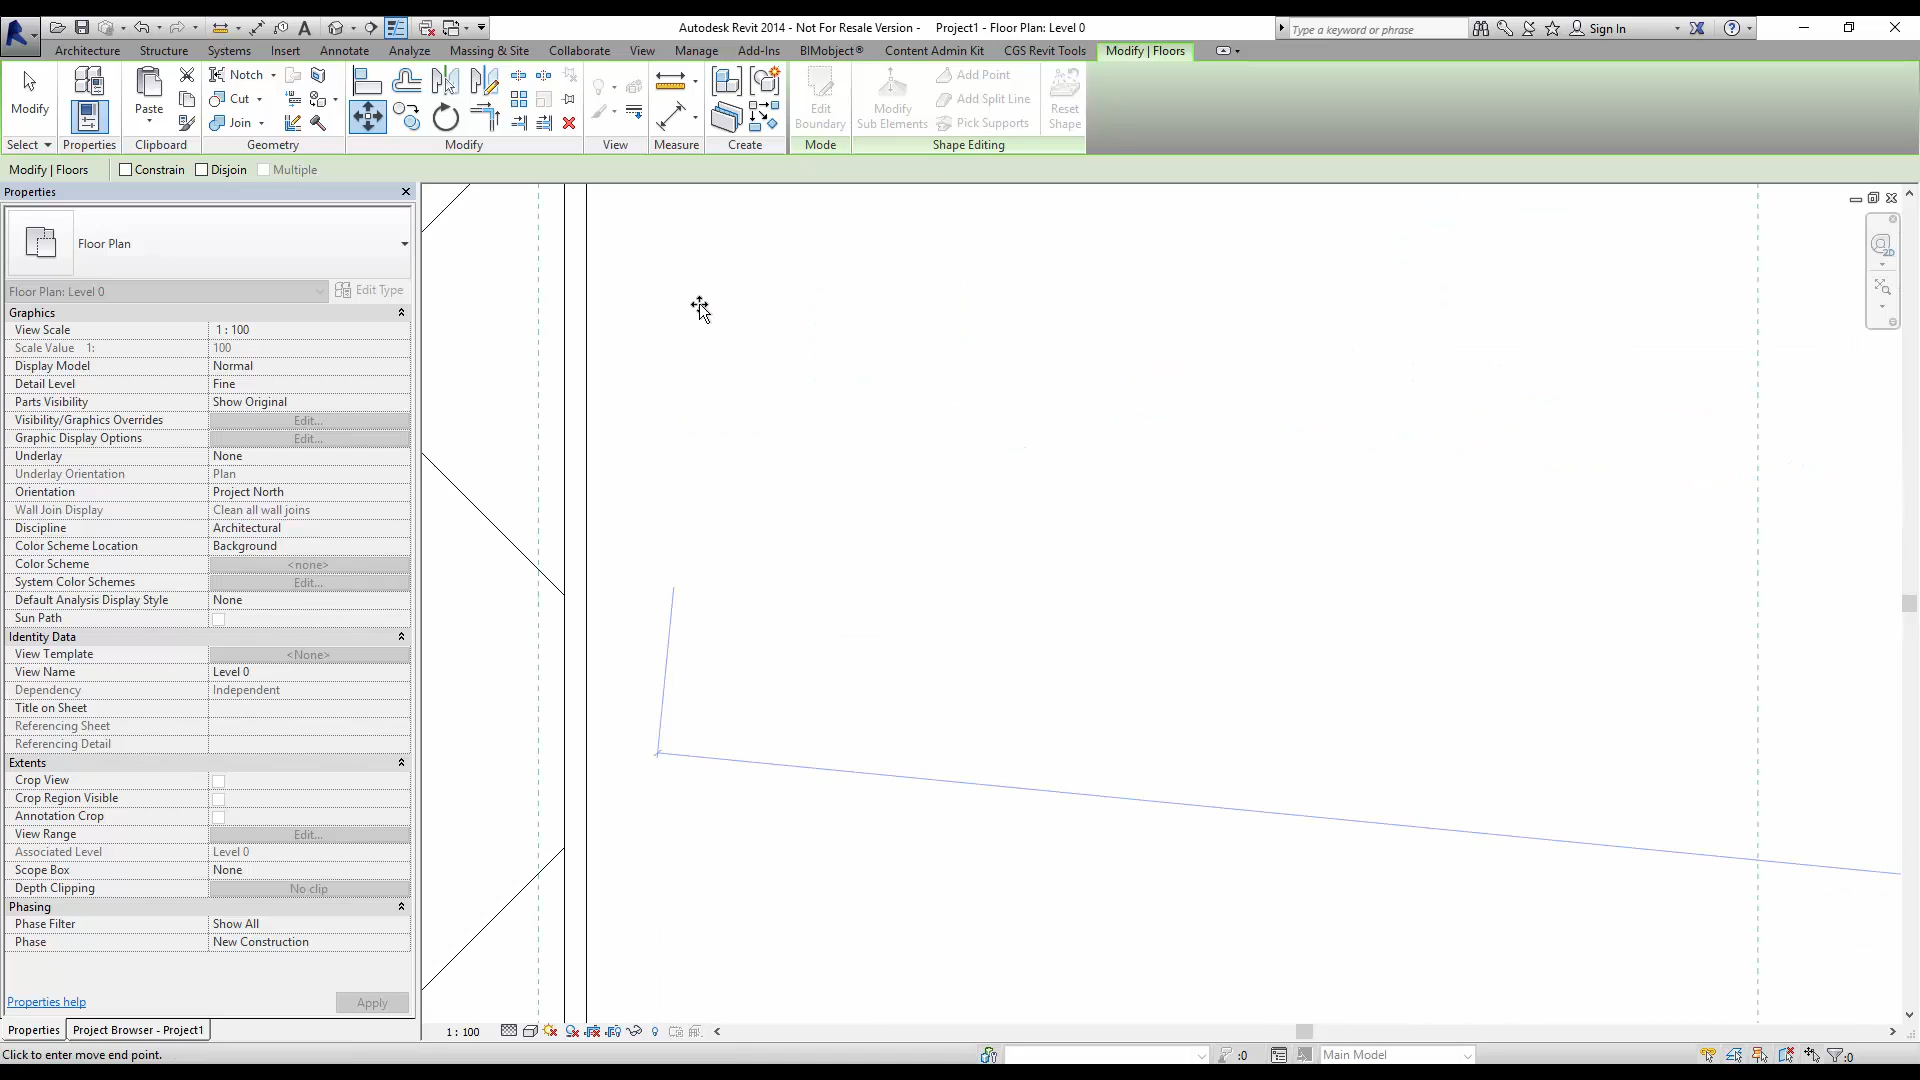 Autodesk Revit 2014 - Not For Resale Version -    Project1 - Floor Plan: Level 0
Type a keyword or phrase
Sign In
Architecture Structure Systems Insert Annotate Analyze Massing & Site Collaborate View Manage Add-Ins BIMobject® Content Admin Kit CGS Revit Tools Modify | Floors
Modify
Paste
Notch
Cut
Join
Edit Boundary
Modify Sub Elements
Add Point
Add Split Line
Pick Supports
Reset Shape
Select Properties Clipboard Geometry Modify View Measure Create Mode Shape Editing
Modify | Floors Constrain Disjoin Multiple
Properties
Floor Plan
Floor Plan: Level 0 Edit Type
Graphics
View Scale 1 : 100
Scale Value 1: 100
Display Model Normal
Detail Level Fine
Parts Visibility Show Original
Visibility/Graphics Overrides Edit...
Graphic Display Options Edit...
Underlay None
Underlay Orientation Plan
Orientation Project North
Wall Join Display Clean all wall joins
Discipline Architectural
Color Scheme Location Background
Color Scheme <none>
System Color Schemes Edit...
Default Analysis Display Style None
Sun Path
Identity Data
View Template <None>
View Name Level 0
Dependency Independent
Title on Sheet
Referencing Sheet
Referencing Detail
Extents
Crop View
Crop Region Visible
Annotation Crop
View Range Edit...
Associated Level Level 0
Scope Box None
Depth Clipping No clip
Phasing
Phase Filter Show All
Phase New Construction
Properties help Apply
Properties Project Browser - Project1
1 : 100
Click to enter move end point.
:0
Main Model
:0
2D